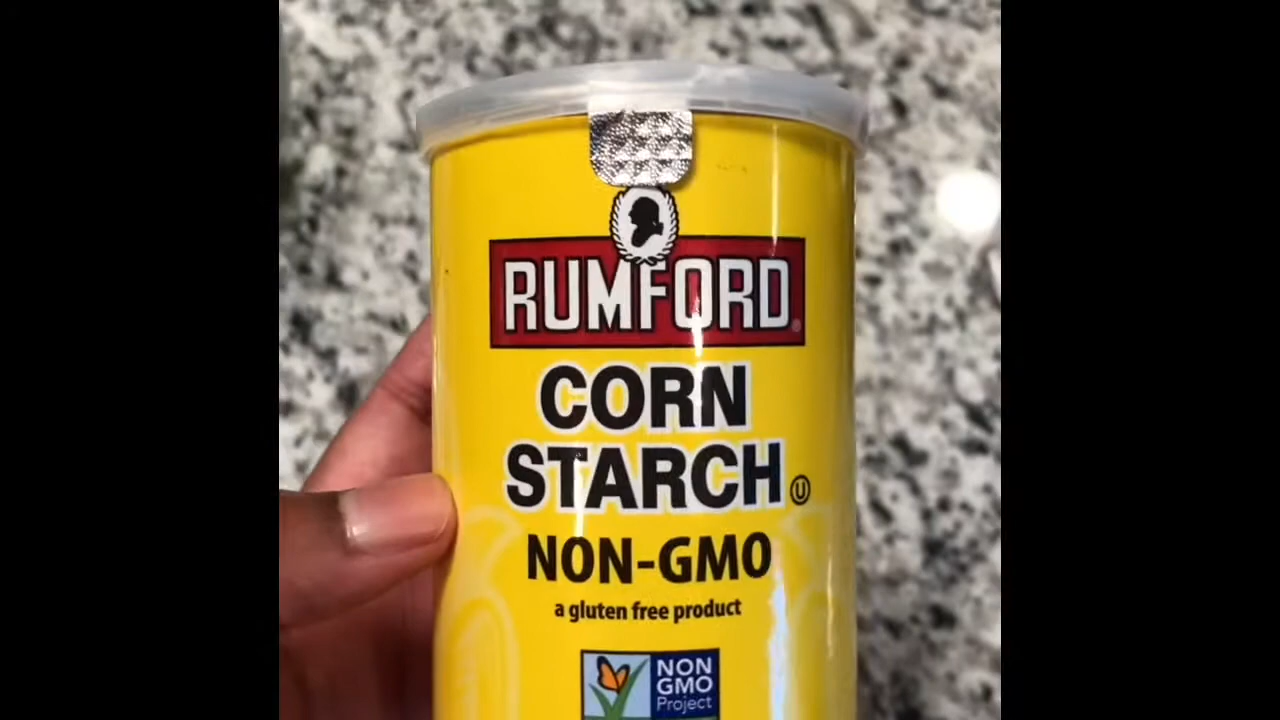 RUMFORD®
CORN
STARCH Ⓤ
NON-GMO
a gluten free product
NON
GMO
Project